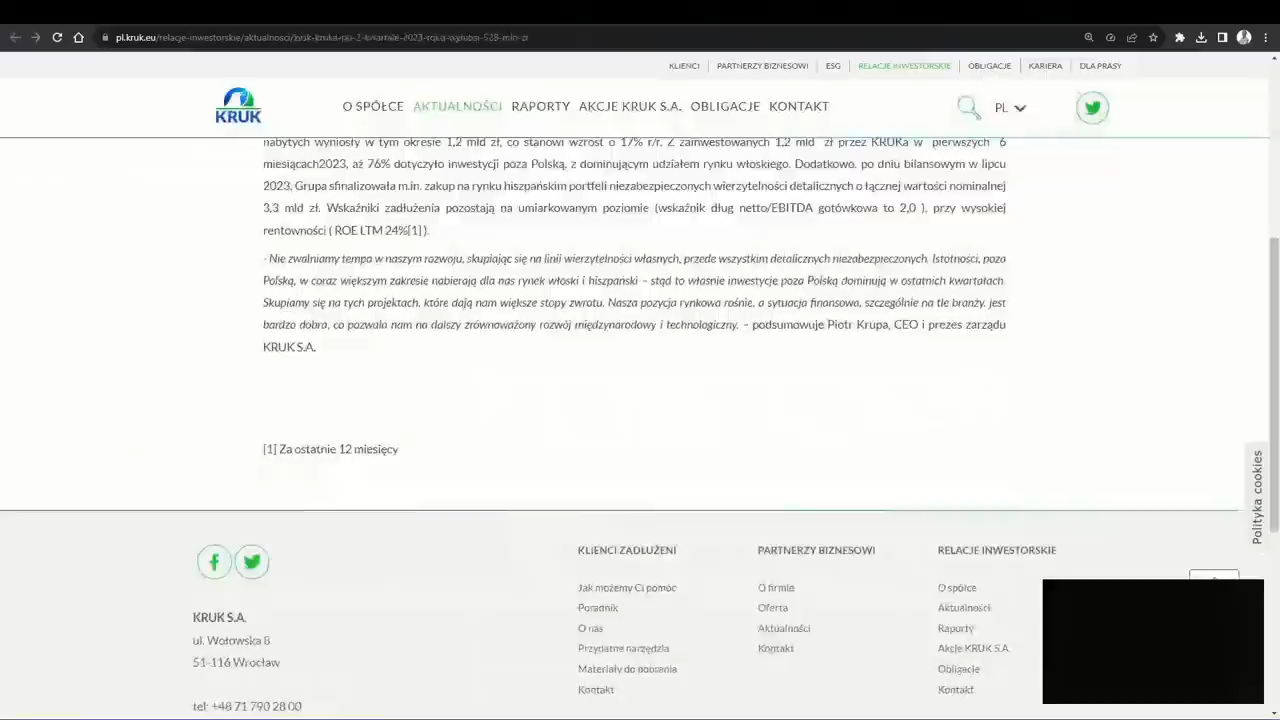 pl.kruk.eu/relacje-inwestorskie/aktualnosci/zysk-kruka-po-2-kwartale-2023-roku-wyniosl-528-mln-zl
KLIENCI
PARTNERZY BIZNESOWI
ESG
RELACJE INWESTORSKIE
OBLIGACJE
KARIERA
DLA PRASY
KRUK
O SPÓŁCE
AKTUALNOŚCI
RAPORTY
AKCJE KRUK S.A.
OBLIGACJE
KONTAKT
PL
nabytych wyniosły w tym okresie 1,2 mld zł, co stanowi wzrost o 17% r/r. Z zainwestowanych 1,2 mld zł przez KRUKa w pierwszych 6
miesiącach2023, aż 76% dotyczyło inwestycji poza Polską, z dominującym udziałem rynku włoskiego. Dodatkowo, po dniu bilansowym w lipcu
2023, Grupa sfinalizowała m.in. zakup na rynku hiszpańskim portfeli niezabezpieczonych wierzytelności detalicznych o łącznej wartości nominalnej
3,3 mld zł. Wskaźniki zadłużenia pozostają na umiarkowanym poziomie (wskaźnik dług netto/EBITDA gotówkowa to 2,0 ), przy wysokiej
rentowności ( ROE LTM 24%[1] ).
- Nie zwalniamy tempa w naszym rozwoju, skupiając się na linii wierzytelności własnych, przede wszystkim detalicznych niezabezpieczonych. Istotności, poza
Polską, w coraz większym zakresie nabierają dla nas rynek włoski i hiszpański – stąd to właśnie inwestycje poza Polską dominują w ostatnich kwartałach.
Skupiamy się na tych projektach, które dają nam większe stopy zwrotu. Nasza pozycja rynkowa rośnie, a sytuacja finansowa, szczególnie na tle branży, jest
bardzo dobra, co pozwala nam na dalszy zrównoważony rozwój międzynarodowy i technologiczny. – podsumowuje Piotr Krupa, CEO i prezes zarządu
KRUK S.A.
[1] Za ostatnie 12 miesięcy
Polityka cookies
KLIENCI ZADŁUŻENI
PARTNERZY BIZNESOWI
RELACJE INWESTORSKIE
Jak możemy Ci pomóc
O firmie
O spółce
Poradnik
Oferta
Aktualności
O nas
Aktualności
Raporty
Przydatne narzędzia
Kontakt
Akcje KRUK S.A.
Materiały do pobrania
Obligacje
Kontakt
Kontakt
KRUK S.A.
ul. Wołowska 8
51-116 Wrocław
tel: +48 71 790 28 00